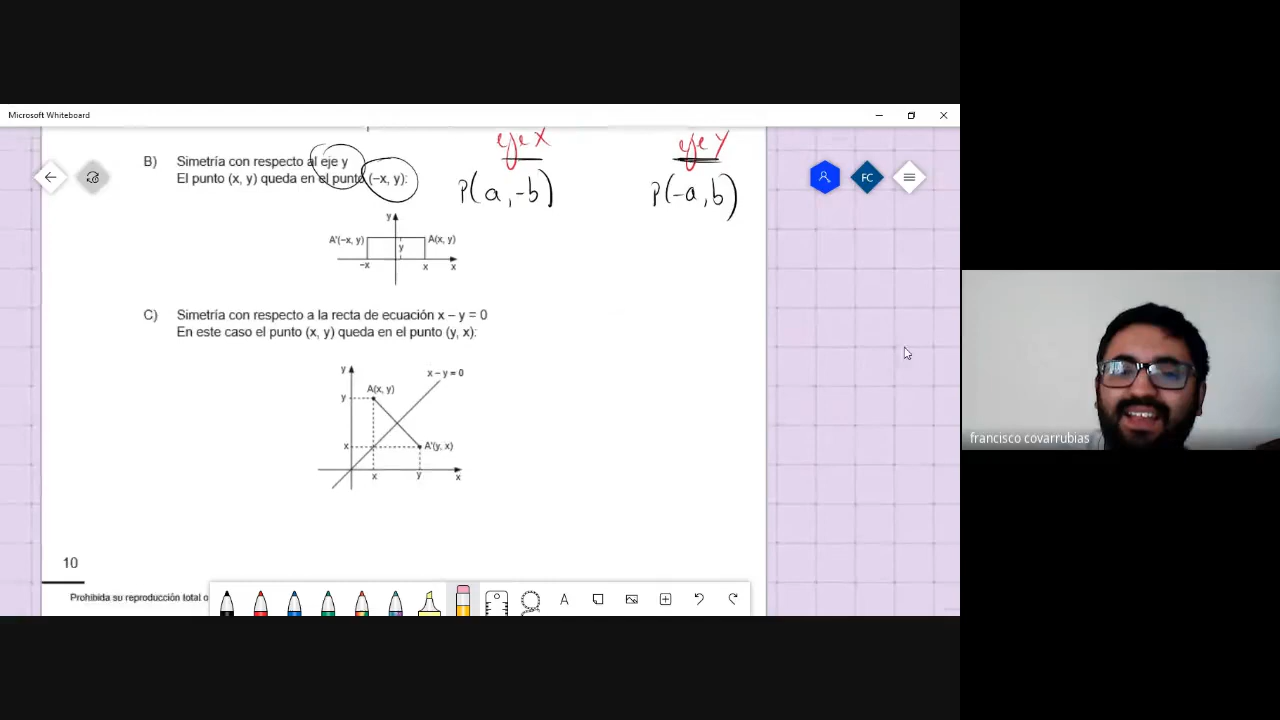 Microsoft Whiteboard
eje X
eje Y
B) Simetría con respecto al eje y
El punto (x, y) queda en el punto (–x, y):
P(a,-b)
P(-a,b)
FC
y
A'(–x, y)
A(x, y)
y
–x
x
x
C) Simetría con respecto a la recta de ecuación x – y = 0
En este caso el punto (x, y) queda en el punto (y, x):
y
x – y = 0
A(x, y)
y
x
A'(y, x)
x
y
x
francisco covarrubias
10
Prohibida su reproducción total o
A